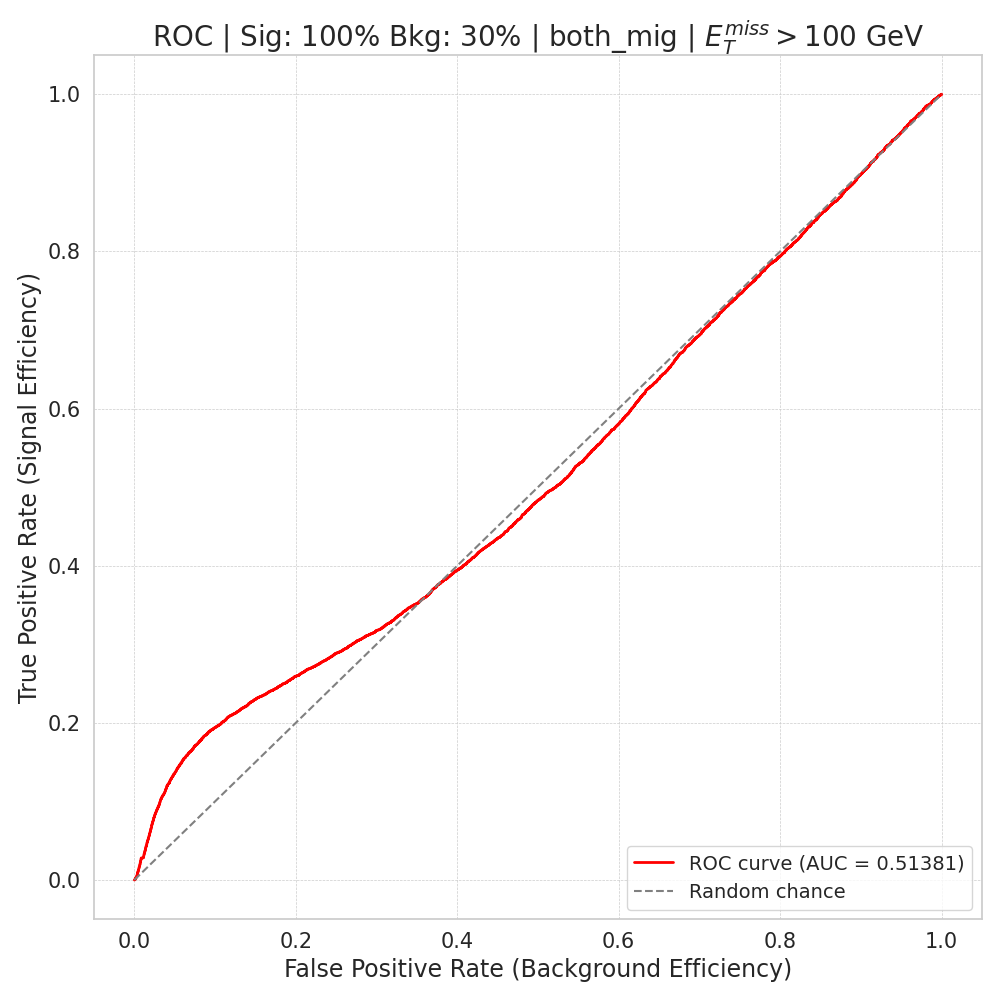 ROC | Sig: 100% Bkg: 30% | both_mig | $E_T^{miss} > 100$ GeV
1.0
0.8
0.6
0.4
0.2
0.0
True Positive Rate (Signal Efficiency)
ROC curve (AUC = 0.51381)
Random chance
0.0 0.2 0.4 0.6 0.8 1.0
False Positive Rate (Background Efficiency)